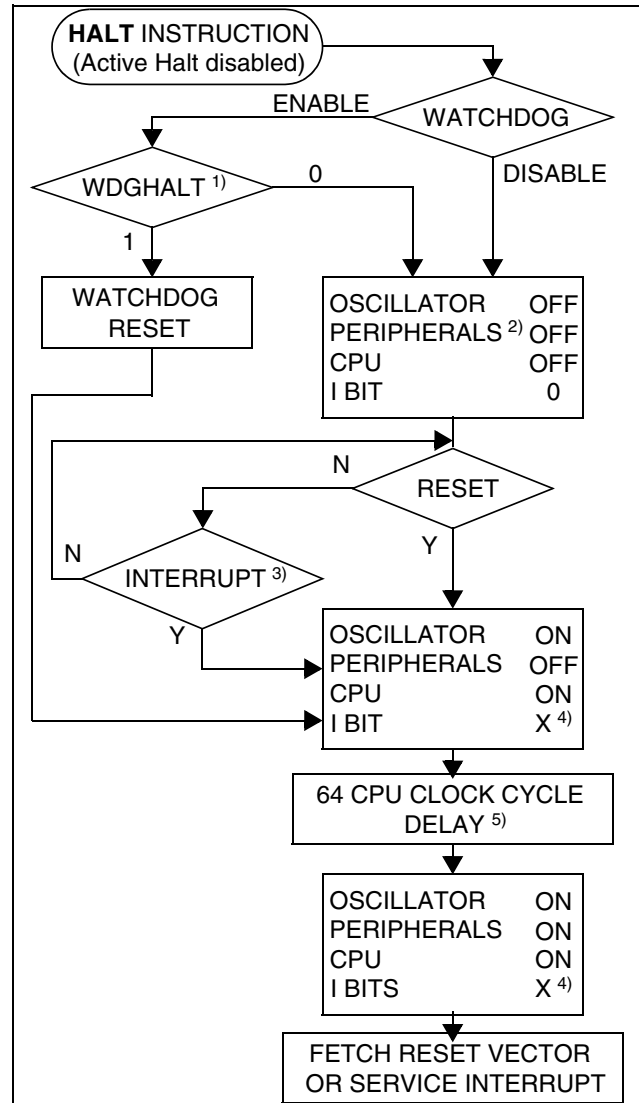 HALT INSTRUCTION
(Active Halt disabled)
ENABLE
WATCHDOG
WDGHALT 1)
0
DISABLE
1
WATCHDOG
RESET
OSCILLATOR OFF
PERIPHERALS 2) OFF
CPU OFF
I BIT 0
N
RESET
N
Y
INTERRUPT 3)
Y
OSCILLATOR ON
PERIPHERALS OFF
CPU ON
I BIT X 4)
64 CPU CLOCK CYCLE
DELAY 5)
OSCILLATOR ON
PERIPHERALS ON
CPU ON
I BITS X 4)
FETCH RESET VECTOR
OR SERVICE INTERRUPT